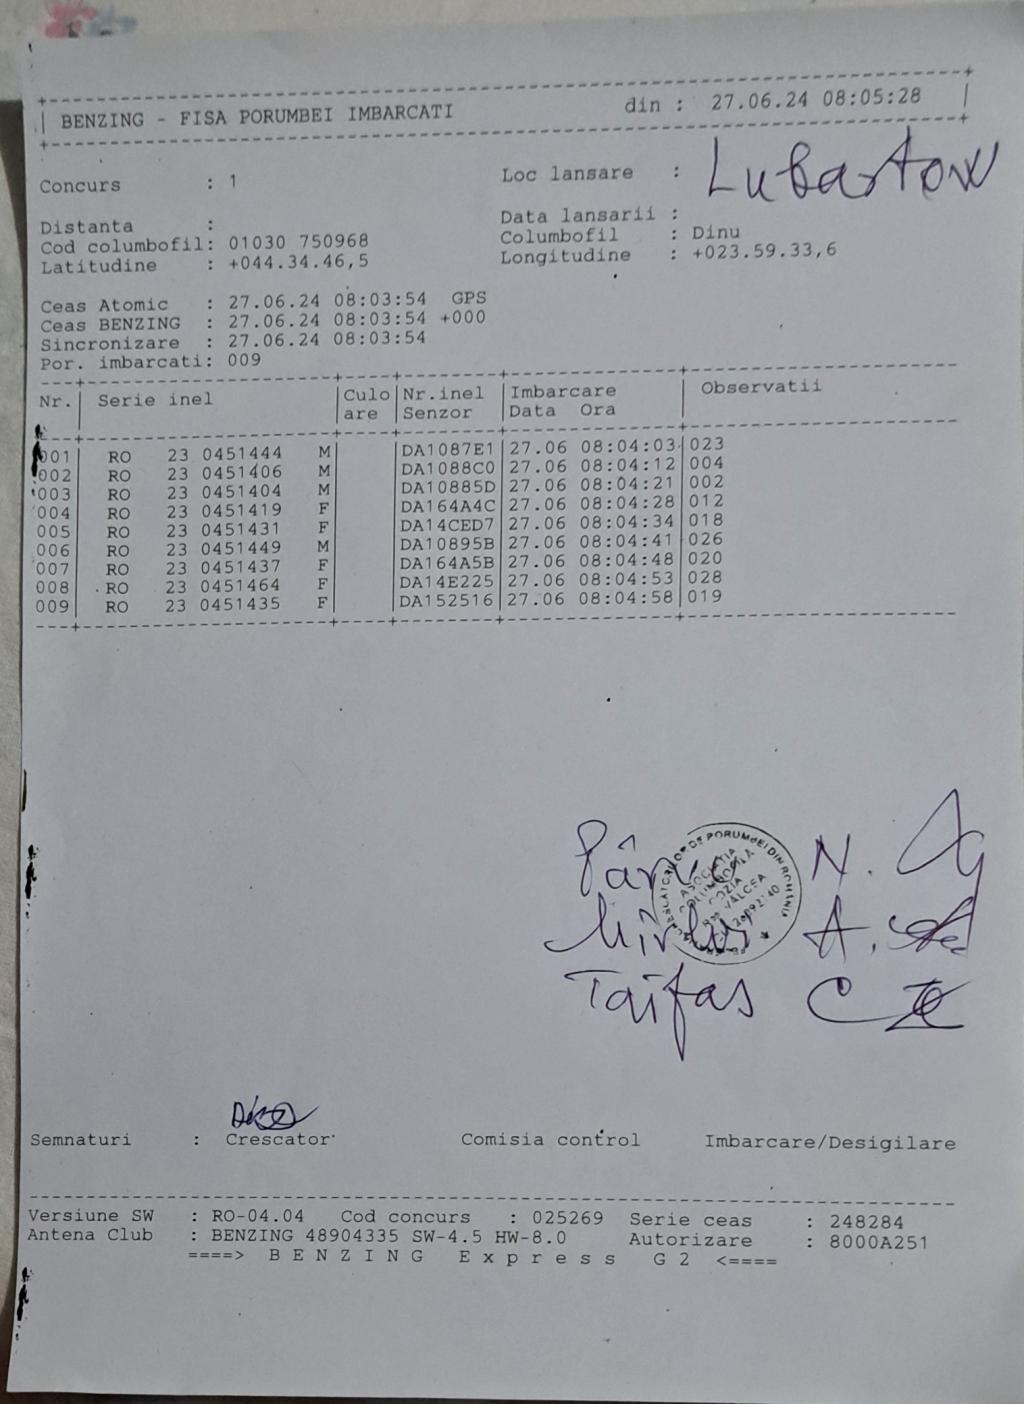 BENZING - FISA PORUMBEI IMBARCATI din : 27.06.24 08:05:28
Concurs : 1 Loc lansare : Lubartow
Distanta : Data lansarii :
Cod columbofil: 01030 750968 Columbofil : Dinu
Latitudine : +044.34.46,5 Longitudine : +023.59.33,6
Ceas Atomic : 27.06.24 08:03:54 GPS
Ceas BENZING : 27.06.24 08:03:54 +000
Sincronizare : 27.06.24 08:03:54
Por. imbarcati: 009
Nr. Serie inel Culo Nr.inel Imbarcare Observatii
are Senzor Data Ora
001 RO 23 0451444 M DA1087E1 27.06 08:04:03 023
002 RO 23 0451406 M DA1088C0 27.06 08:04:12 004
003 RO 23 0451404 M DA10885D 27.06 08:04:21 002
004 RO 23 0451419 F DA164A4C 27.06 08:04:28 012
005 RO 23 0451431 F DA14CED7 27.06 08:04:34 018
006 RO 23 0451449 M DA10895B 27.06 08:04:41 026
007 RO 23 0451437 F DA164A5B 27.06 08:04:48 020
008 RO 23 0451464 F DA14E225 27.06 08:04:53 028
009 RO 23 0451435 F DA152516 27.06 08:04:58 019
DE PORUMBEI DIN ROMÂNIA
ASOCIAȚIA
COLUMBOFILĂ
COZIA
VÂLCEA
N.
A.
Taifas C
Semnaturi : Crescator Comisia control Imbarcare/Desigilare
Versiune SW : RO-04.04 Cod concurs : 025269 Serie ceas : 248284
Antena Club : BENZING 48904335 SW-4.5 HW-8.0 Autorizare : 8000A251
====> B E N Z I N G E x p r e s s G 2 <====